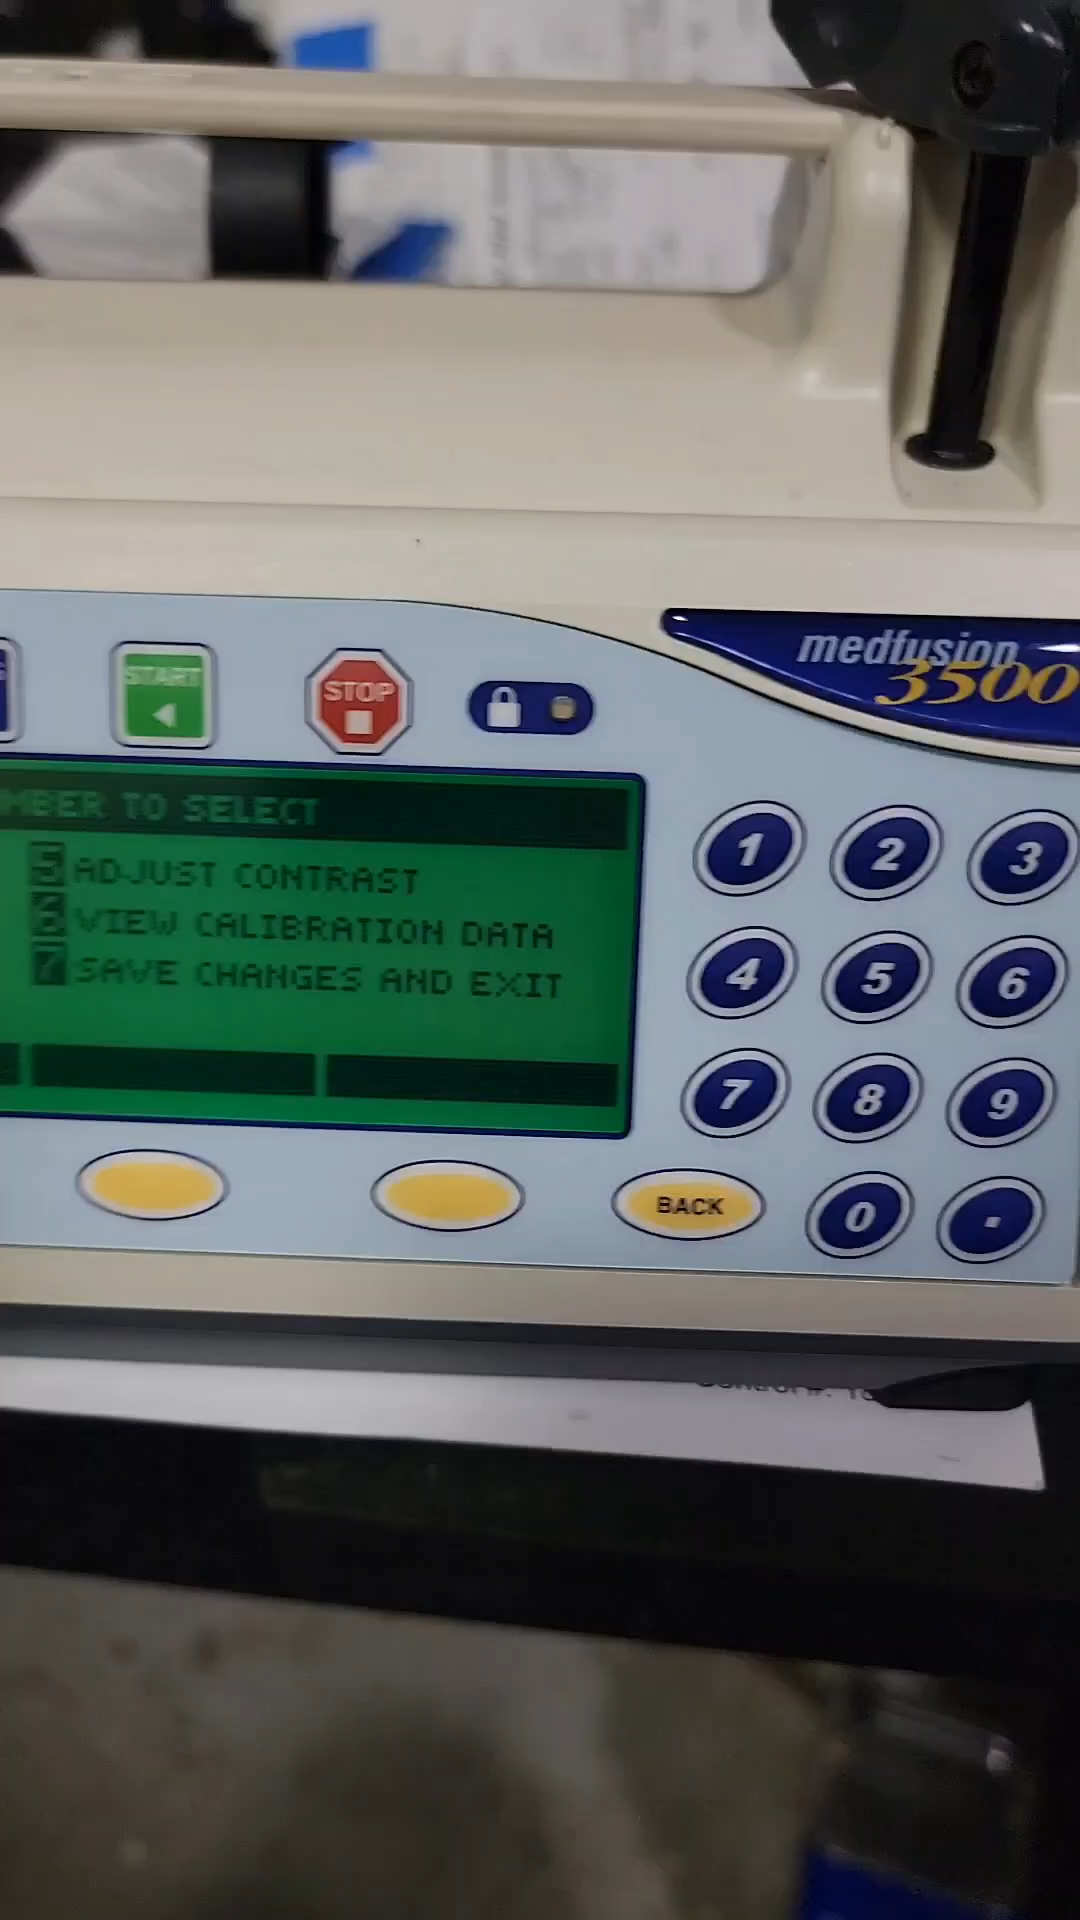 medfusion
3500
START
STOP
MBER TO SELECT
5 ADJUST CONTRAST
6 VIEW CALIBRATION DATA
7 SAVE CHANGES AND EXIT
1 2 3
4 5 6
7 8 9
BACK 0 .